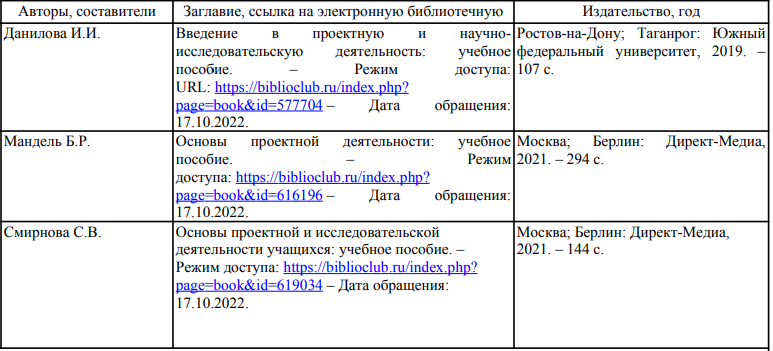 Авторы, составители
Заглавие, ссылка на электронную библиотечную
Издательство, год
Данилова И.И.
Введение в проектную и научно-
исследовательскую деятельность: учебное
пособие. – Режим доступа:
URL: https://biblioclub.ru/index.php?
page=book&id=577704 – Дата обращения:
17.10.2022.
Ростов-на-Дону; Таганрог: Южный
федеральный университет, 2019. –
107 с.
Мандель Б.Р.
Основы проектной деятельности: учебное
пособие. – Режим
доступа: https://biblioclub.ru/index.php?
page=book&id=616196 – Дата обращения:
17.10.2022.
Москва; Берлин: Директ-Медиа,
2021. – 294 с.
Смирнова С.В.
Основы проектной и исследовательской
деятельности учащихся: учебное пособие. –
Режим доступа: https://biblioclub.ru/index.php?
page=book&id=619034 – Дата обращения:
17.10.2022.
Москва; Берлин: Директ-Медиа,
2021. – 144 с.